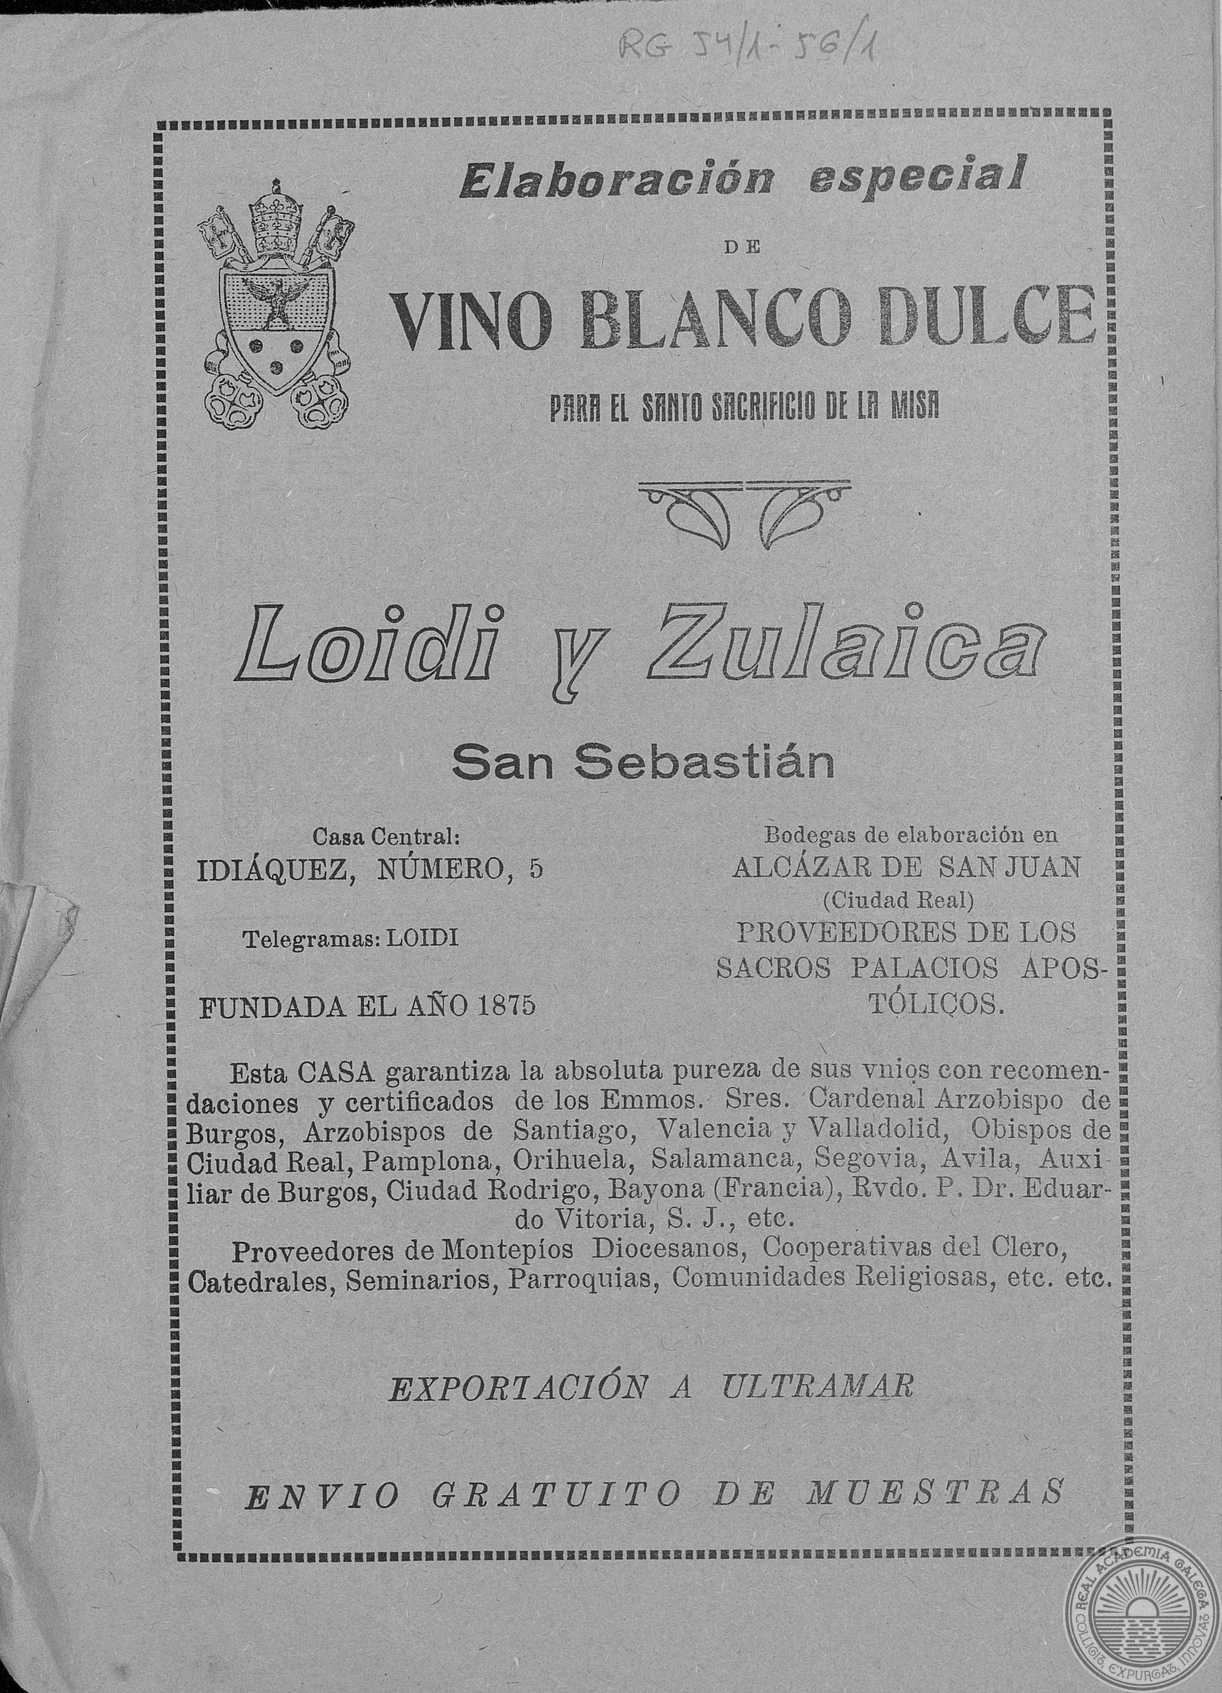 RG 54/1-56/1
Elaboración especial
DE
VINO BLANCO DULCE
PARA EL SANTO SACRIFICIO DE LA MISA
Loidi y Zulaica
San Sebastián
Casa Central:
IDIÁQUEZ, NÚMERO, 5
Telegramas: LOIDI
FUNDADA EL AÑO 1875
Bodegas de elaboración en
ALCÁZAR DE SAN JUAN
(Ciudad Real)
PROVEEDORES DE LOS
SACROS PALACIOS APOS-
TÓLICOS.
Esta CASA garantiza la absoluta pureza de sus vnios con recomen-
daciones y certificados de los Emmos. Sres. Cardenal Arzobispo de
Burgos, Arzobispos de Santiago, Valencia y Valladolid, Obispos de
Ciudad Real, Pamplona, Orihuela, Salamanca, Segovia, Avila, Auxi-
liar de Burgos, Ciudad Rodrigo, Bayona (Francia), Rvdo. P. Dr. Eduar-
do Vitoria, S. J., etc.
Proveedores de Montepíos Diocesanos, Cooperativas del Clero,
Catedrales, Seminarios, Parroquias, Comunidades Religiosas, etc. etc.
EXPORTACIÓN A ULTRAMAR
ENVIO GRATUITO DE MUESTRAS
REAL ACADEMIA GALEGA
COLLIGIT, EXPURGAT, INNOVAT